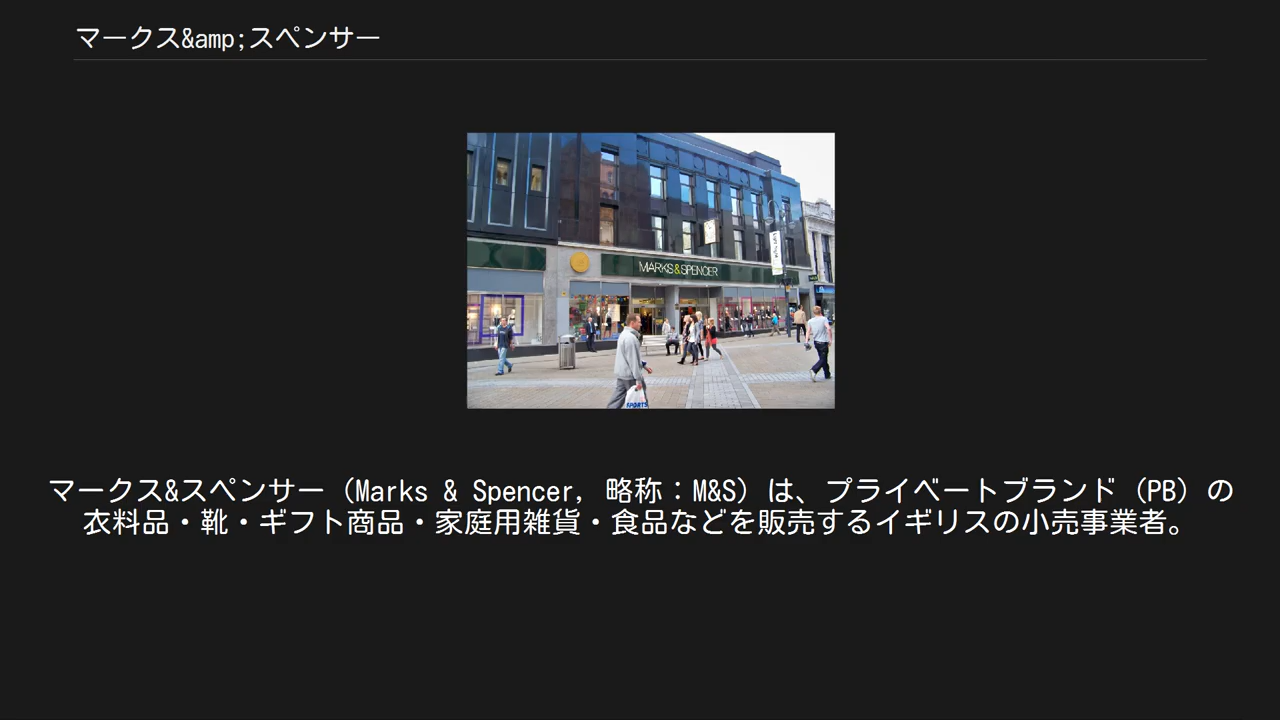 マークス&amp;スペンサー
MARKS&SPENCER
SPORTS
マークス&スペンサー（Marks & Spencer, 略称：M&S）は、プライベートブランド（PB）の
衣料品・靴・ギフト商品・家庭用雑貨・食品などを販売するイギリスの小売事業者。